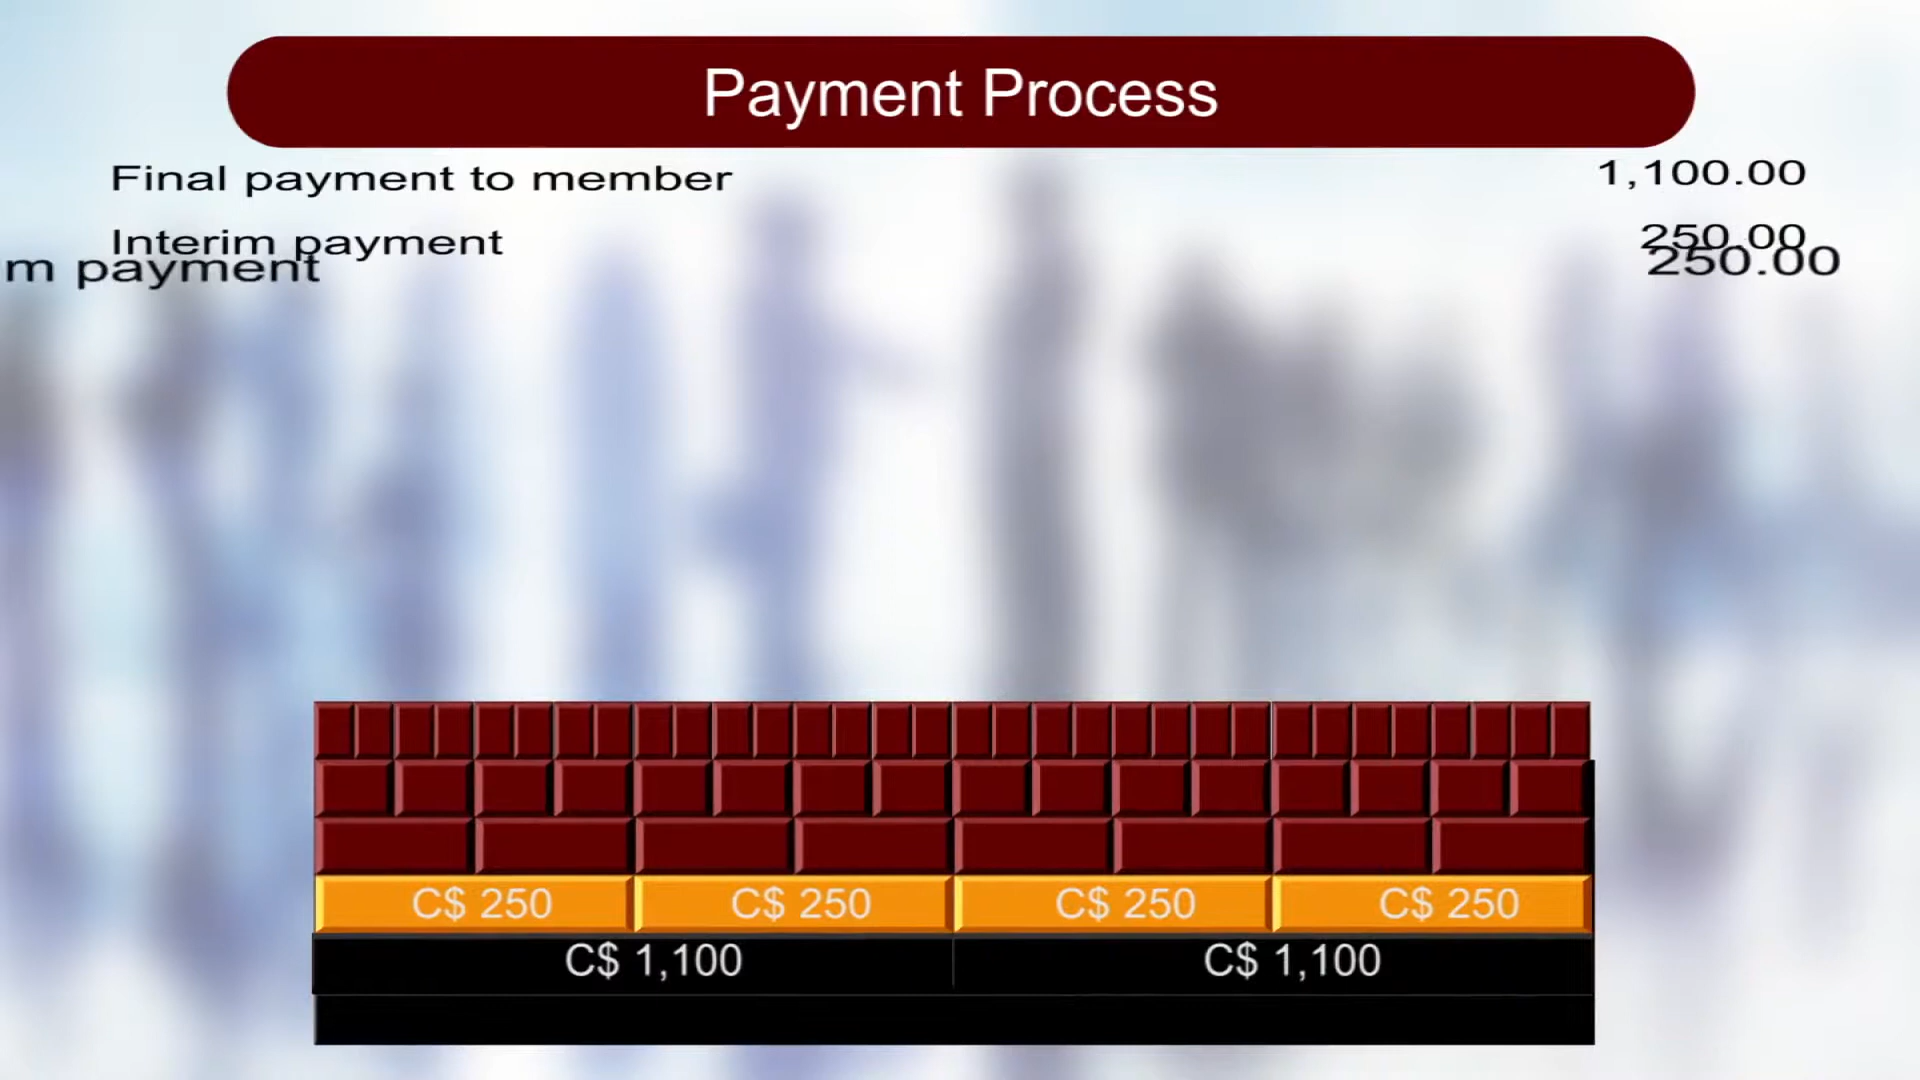 Payment Process
Final payment to member 1,100.00
Interim payment 250.00
m payment 250.00
C$ 250 C$ 250 C$ 250 C$ 250
C$ 1,100 C$ 1,100